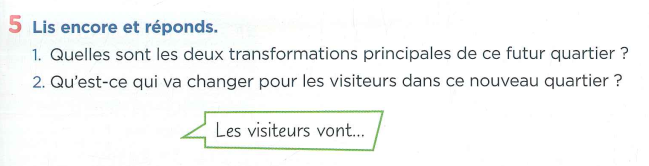 5 Lis encore et réponds.
1. Quelles sont les deux transformations principales de ce futur quartier ?
2. Qu'est-ce qui va changer pour les visiteurs dans ce nouveau quartier ?
Les visiteurs vont...